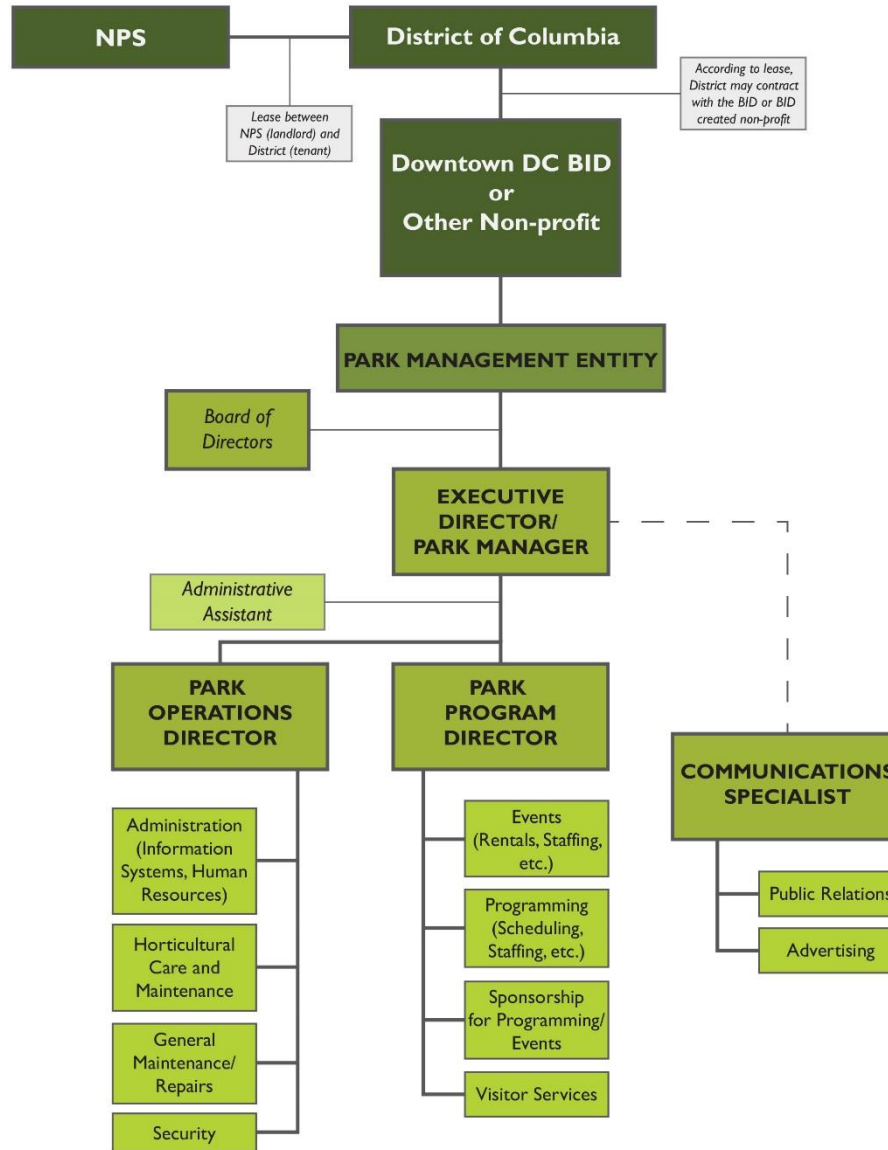 NPS
District of Columbia
Lease between
NPS (landlord) and
District (tenant)
According to lease,
District may contract
with the BID or BID
created non-profit
Downtown DC BID
or
Other Non-profit
PARK MANAGEMENT ENTITY
Board of
Directors
EXECUTIVE
DIRECTOR/
PARK MANAGER
Administrative
Assistant
PARK
OPERATIONS
DIRECTOR
PARK
PROGRAM
DIRECTOR
COMMUNICATIONS
SPECIALIST
Administration
(Information
Systems, Human
Resources)
Horticultural
Care and
Maintenance
General
Maintenance/
Repairs
Security
Events
(Rentals, Staffing,
etc.)
Programming
(Scheduling,
Staffing, etc.)
Sponsorship
for Programming/
Events
Visitor Services
Public Relations
Advertising